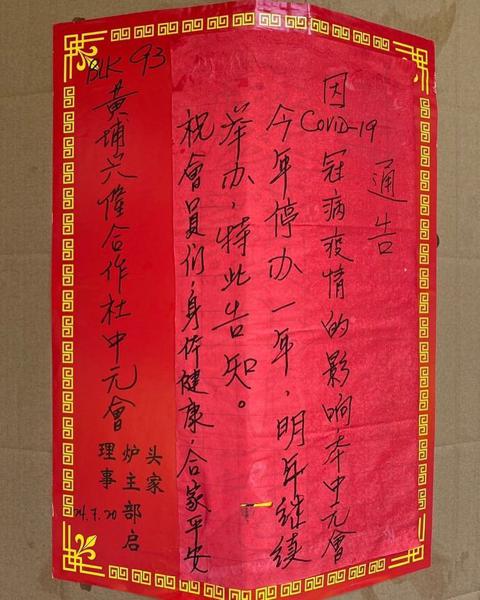 通告
因Covid-19冠病疫情的影响本中元會
今年停办一年，明年继续
举办，特此告知。
祝會員们，身体健康，合家平安
BLK 93
黃埔兴隆合作社中元會
头家
炉主部启
理事
24.7.20